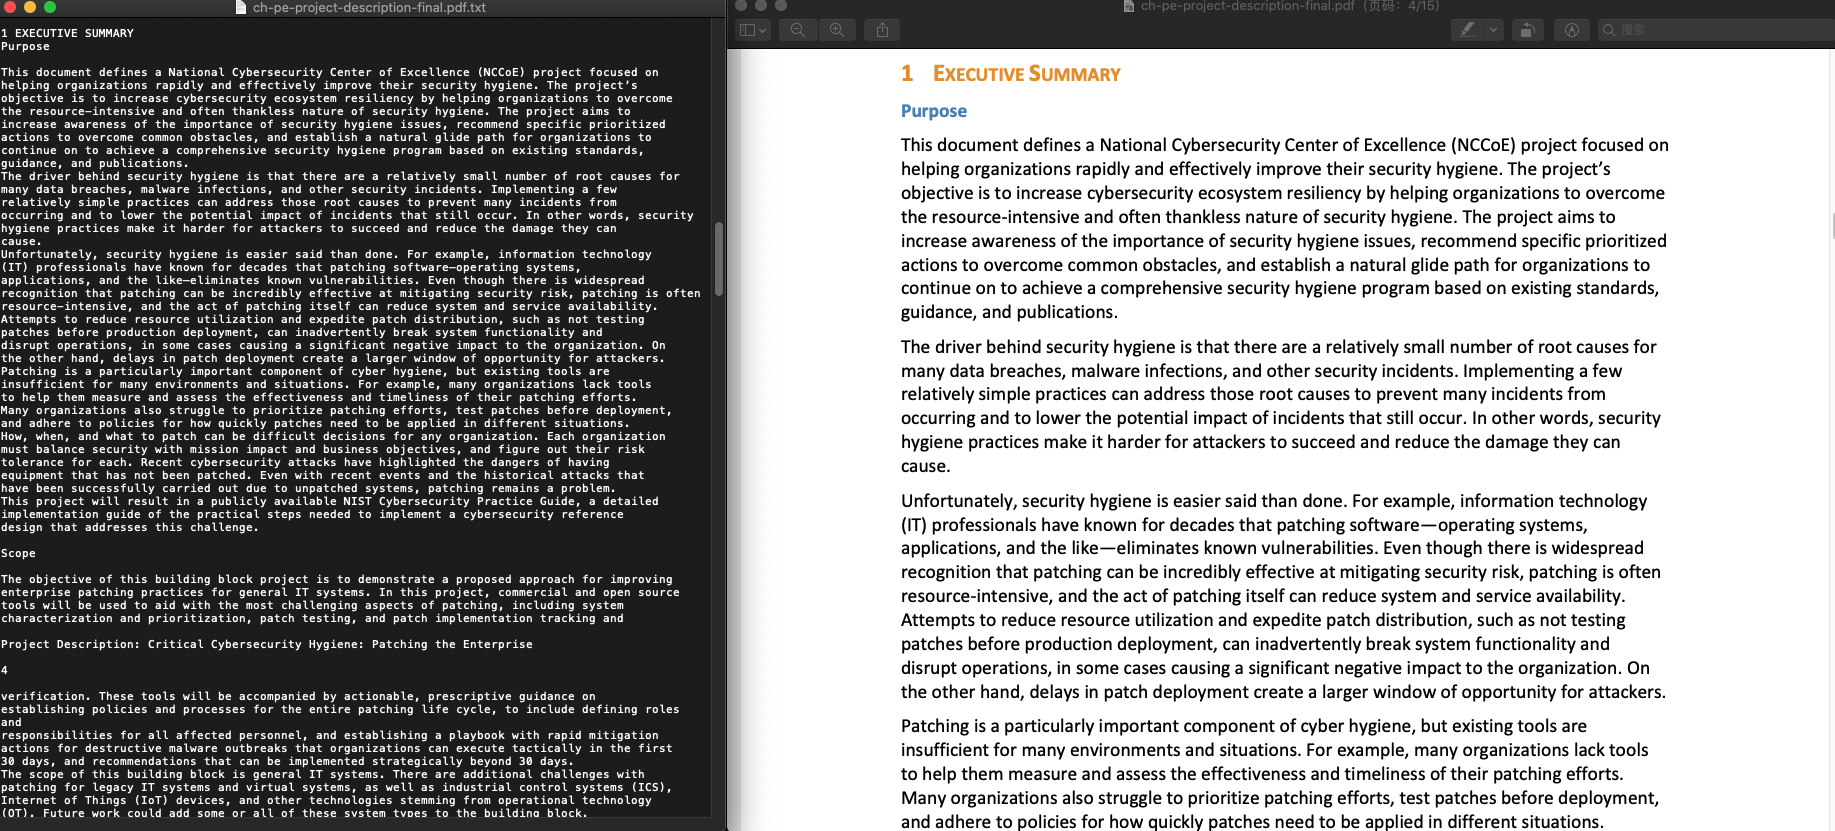 ch-pe-project-description-final.pdf.txt
1 EXECUTIVE SUMMARY
Purpose
This document defines a National Cybersecurity Center of Excellence (NCCoE) project focused on
helping organizations rapidly and effectively improve their security hygiene. The project's
objective is to increase cybersecurity ecosystem resiliency by helping organizations to overcome
the resource-intensive and often thankless nature of security hygiene. The project aims to
increase awareness of the importance of security hygiene issues, recommend specific prioritized
actions to overcome common obstacles, and establish a natural glide path for organizations to
continue on to achieve a comprehensive security hygiene program based on existing standards,
guidance, and publications.
The driver behind security hygiene is that there are a relatively small number of root causes for
many data breaches, malware infections, and other security incidents. Implementing a few
relatively simple practices can address those root causes to prevent many incidents from
occurring and to lower the potential impact of incidents that still occur. In other words, security
hygiene practices make it harder for attackers to succeed and reduce the damage they can
cause.
Unfortunately, security hygiene is easier said than done. For example, information technology
(IT) professionals have known for decades that patching software—operating systems,
applications, and the like—eliminates known vulnerabilities. Even though there is widespread
recognition that patching can be incredibly effective at mitigating security risk, patching is often
resource-intensive, and the act of patching itself can reduce system and service availability.
Attempts to reduce resource utilization and expedite patch distribution, such as not testing
patches before production deployment, can inadvertently break system functionality and
disrupt operations, in some cases causing a significant negative impact to the organization. On
the other hand, delays in patch deployment create a larger window of opportunity for attackers.
Patching is a particularly important component of cyber hygiene, but existing tools are
insufficient for many environments and situations. For example, many organizations lack tools
to help them measure and assess the effectiveness and timeliness of their patching efforts.
Many organizations also struggle to prioritize patching efforts, test patches before deployment,
and adhere to policies for how quickly patches need to be applied in different situations.
How, when, and what to patch can be difficult decisions for any organization. Each organization
must balance security with mission impact and business objectives, and figure out their risk
tolerance for each. Recent cybersecurity attacks have highlighted the dangers of having
equipment that has not been patched. Even with recent events and the historical attacks that
have been successfully carried out due to unpatched systems, patching remains a problem.
This project will result in a publicly available NIST Cybersecurity Practice Guide, a detailed
implementation guide of the practical steps needed to implement a cybersecurity reference
design that addresses this challenge.
Scope
The objective of this building block project is to demonstrate a proposed approach for improving
enterprise patching practices for general IT systems. In this project, commercial and open source
tools will be used to aid with the most challenging aspects of patching, including system
characterization and prioritization, patch testing, and patch implementation tracking and
Project Description: Critical Cybersecurity Hygiene: Patching the Enterprise
4
verification. These tools will be accompanied by actionable, prescriptive guidance on
establishing policies and processes for the entire patching life cycle, to include defining roles
and
responsibilities for all affected personnel, and establishing a playbook with rapid mitigation
actions for destructive malware outbreaks that organizations can execute tactically in the first
30 days, and recommendations that can be implemented strategically beyond 30 days.
The scope of this building block is general IT systems. There are additional challenges with
patching for legacy IT systems and virtual systems, as well as industrial control systems (ICS),
Internet of Things (IoT) devices, and other technologies stemming from operational technology
(OT). Future work could add some or all of these system types to the building block.
ch-pe-project-description-final.pdf（页码：4/15）
搜索
1 EXECUTIVE SUMMARY
Purpose
This document defines a National Cybersecurity Center of Excellence (NCCoE) project focused on
helping organizations rapidly and effectively improve their security hygiene. The project’s
objective is to increase cybersecurity ecosystem resiliency by helping organizations to overcome
the resource-intensive and often thankless nature of security hygiene. The project aims to
increase awareness of the importance of security hygiene issues, recommend specific prioritized
actions to overcome common obstacles, and establish a natural glide path for organizations to
continue on to achieve a comprehensive security hygiene program based on existing standards,
guidance, and publications.
The driver behind security hygiene is that there are a relatively small number of root causes for
many data breaches, malware infections, and other security incidents. Implementing a few
relatively simple practices can address those root causes to prevent many incidents from
occurring and to lower the potential impact of incidents that still occur. In other words, security
hygiene practices make it harder for attackers to succeed and reduce the damage they can
cause.
Unfortunately, security hygiene is easier said than done. For example, information technology
(IT) professionals have known for decades that patching software—operating systems,
applications, and the like—eliminates known vulnerabilities. Even though there is widespread
recognition that patching can be incredibly effective at mitigating security risk, patching is often
resource-intensive, and the act of patching itself can reduce system and service availability.
Attempts to reduce resource utilization and expedite patch distribution, such as not testing
patches before production deployment, can inadvertently break system functionality and
disrupt operations, in some cases causing a significant negative impact to the organization. On
the other hand, delays in patch deployment create a larger window of opportunity for attackers.
Patching is a particularly important component of cyber hygiene, but existing tools are
insufficient for many environments and situations. For example, many organizations lack tools
to help them measure and assess the effectiveness and timeliness of their patching efforts.
Many organizations also struggle to prioritize patching efforts, test patches before deployment,
and adhere to policies for how quickly patches need to be applied in different situations.